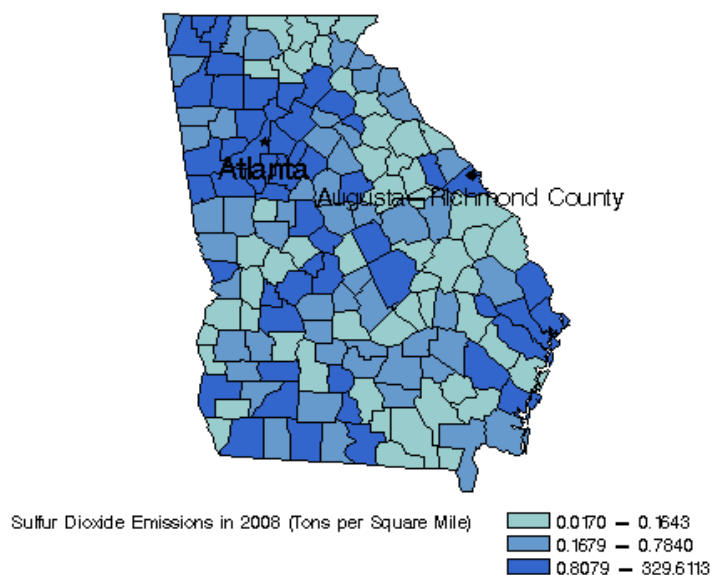 Atlanta
Augusta– Richmond County
Sulfur Dioxide Emissions in 2008 (Tons per Square Mile)
0.0170 – 0.1643
0.1679 – 0.7840
0.8079 – 329.6113